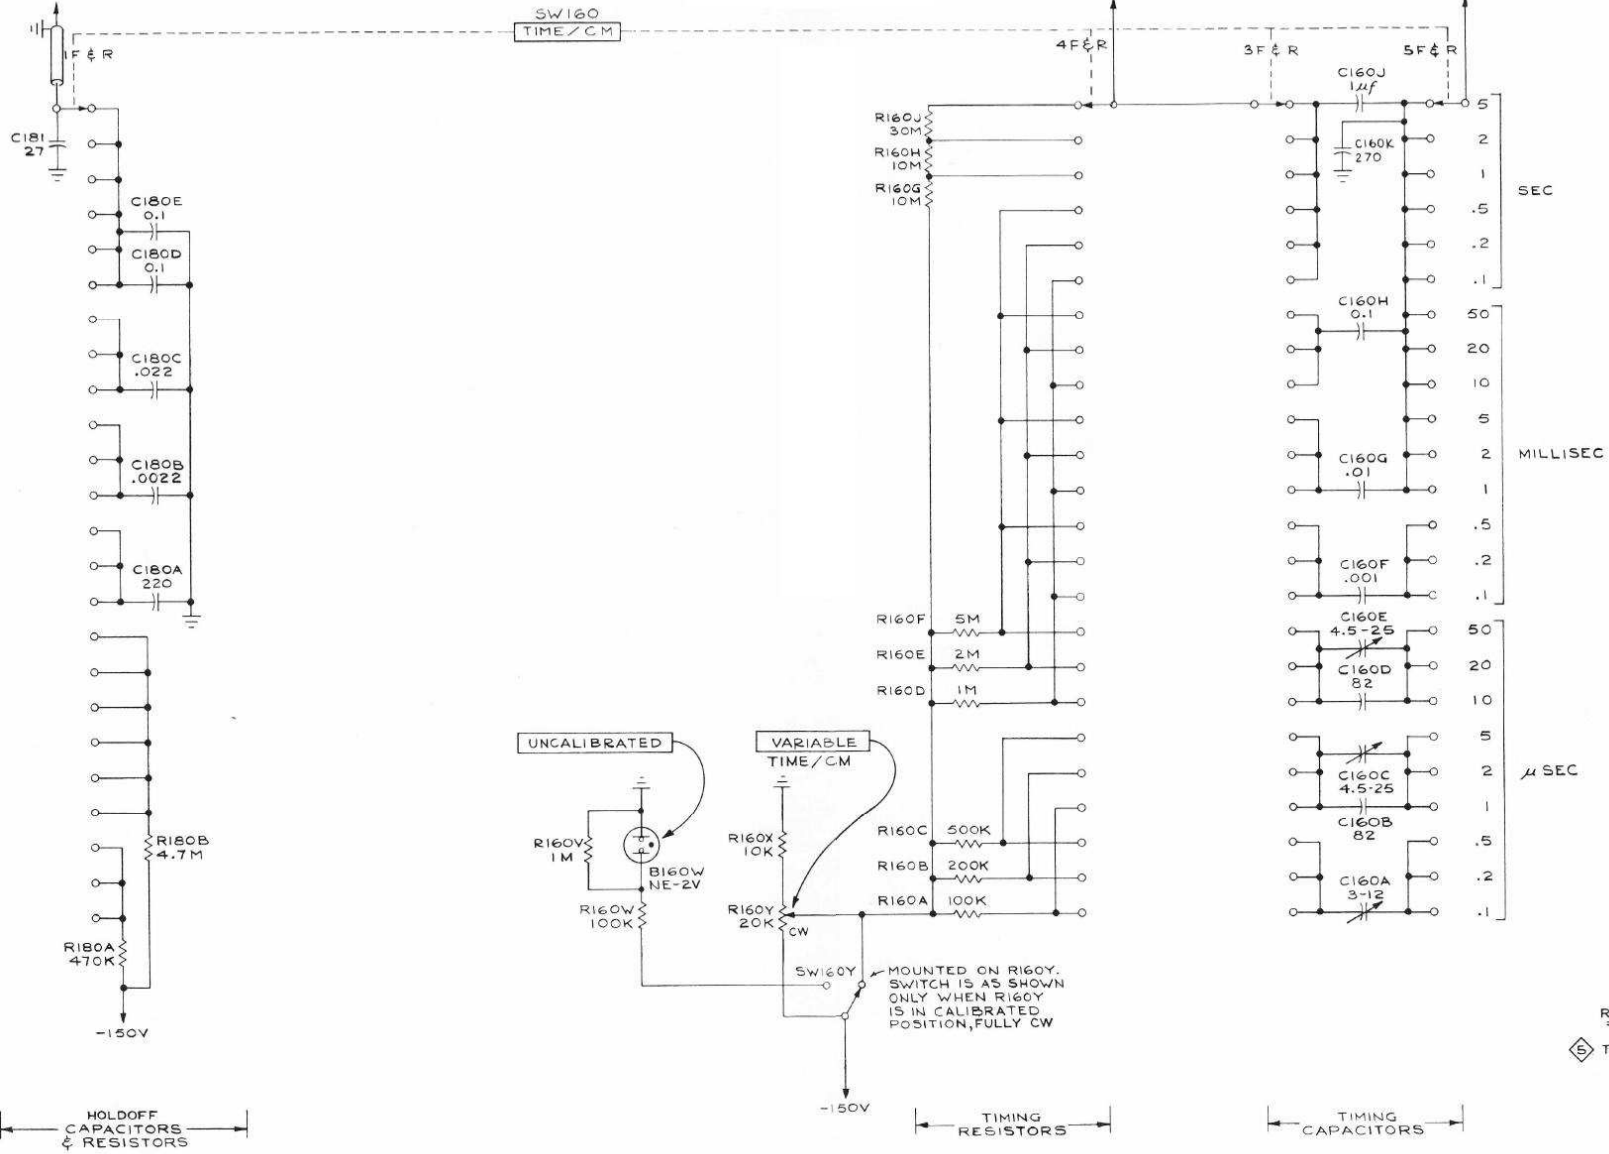 SW160
TIME/CM
1F & R
4F&R
3F & R
5F & R
C181
27
C180E
0.1
C180D
0.1
C180C
.022
C180B
.0022
C180A
220
R180B
4.7M
R180A
470K
-150V
HOLDOFF
CAPACITORS
& RESISTORS
UNCALIBRATED
R160V
1M
B160W
NE-2V
R160W
100K
VARIABLE
TIME/CM
R160X
10K
R160Y
20K
CW
SW160Y
MOUNTED ON R160Y.
SWITCH IS AS SHOWN
ONLY WHEN R160Y
IS IN CALIBRATED
POSITION, FULLY CW
-150V
R160J
30M
R160H
10M
R160G
10M
R160F 5M
R160E 2M
R160D 1M
R160C 500K
R160B 200K
R160A 100K
TIMING
RESISTORS
C160J
1µf
C160K
270
C160H
0.1
C160G
.01
C160F
.001
C160E
4.5-25
C160D
82
C160C
4.5-25
C160B
82
C160A
3-12
TIMING
CAPACITORS
5
2
1
.5
.2
.1
SEC
50
20
10
5
2
1
.5
.2
.1
MILLISEC
50
20
10
5
2
1
.5
.2
.1
µ SEC
R
5 T